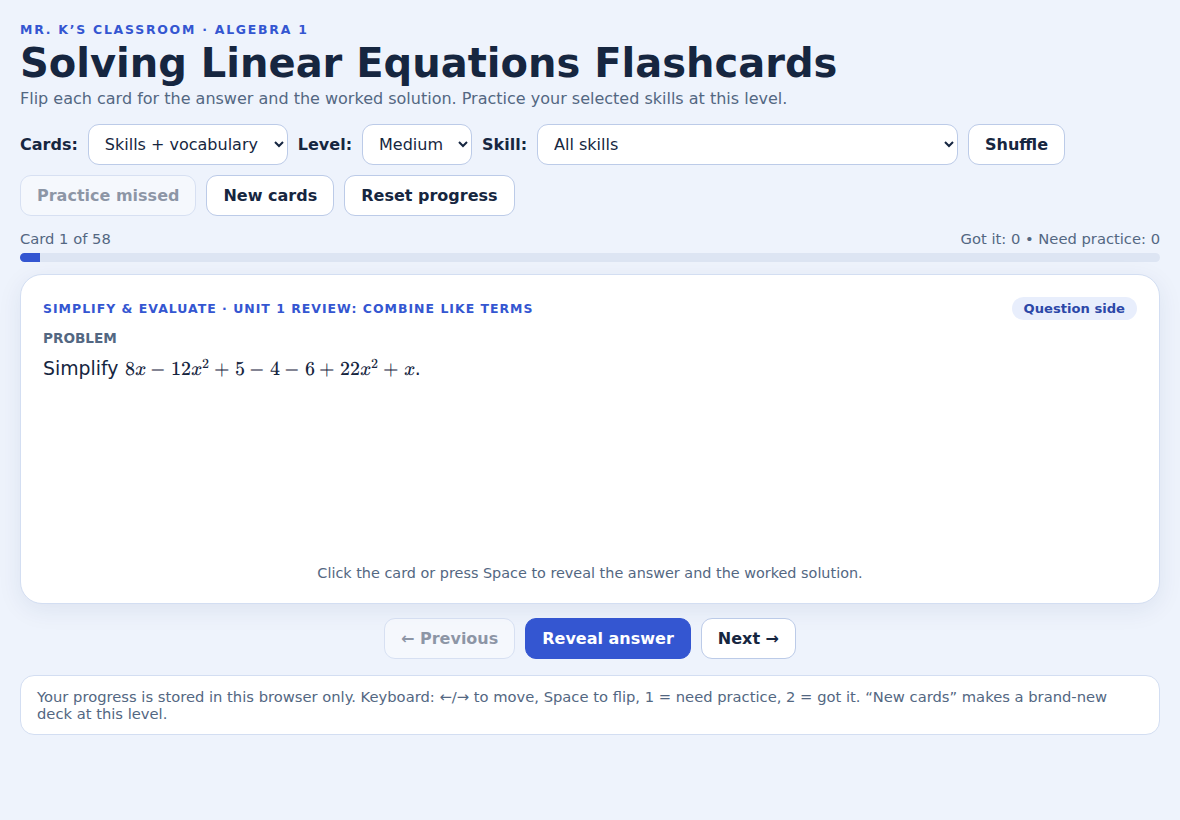 MR. K’S CLASSROOM · ALGEBRA 1
Solving Linear Equations Flashcards
Flip each card for the answer and the worked solution. Practice your selected skills at this level.
Cards: Skills + vocabulary Level: Medium Skill: All skills Shuffle
Practice missed New cards Reset progress
Card 1 of 58 Got it: 0 • Need practice: 0
SIMPLIFY & EVALUATE · UNIT 1 REVIEW: COMBINE LIKE TERMS Question side
PROBLEM
Simplify 8x − 12x² + 5 − 4 − 6 + 22x² + x.
Click the card or press Space to reveal the answer and the worked solution.
← Previous Reveal answer Next →
Your progress is stored in this browser only. Keyboard: ←/→ to move, Space to flip, 1 = need practice, 2 = got it. “New cards” makes a brand-new
deck at this level.